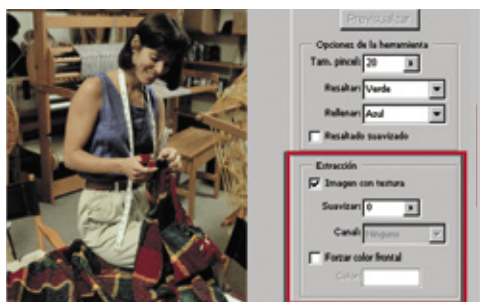 Previsualizar
Opciones de la herramienta
Tam. pincel: 20
Resaltar: Verde
Rellenar: Azul
Resaltado suavizado
Extracción
Imagen con textura
Suavizar: 0
Canal: Ninguno
Forzar color frontal
Color: